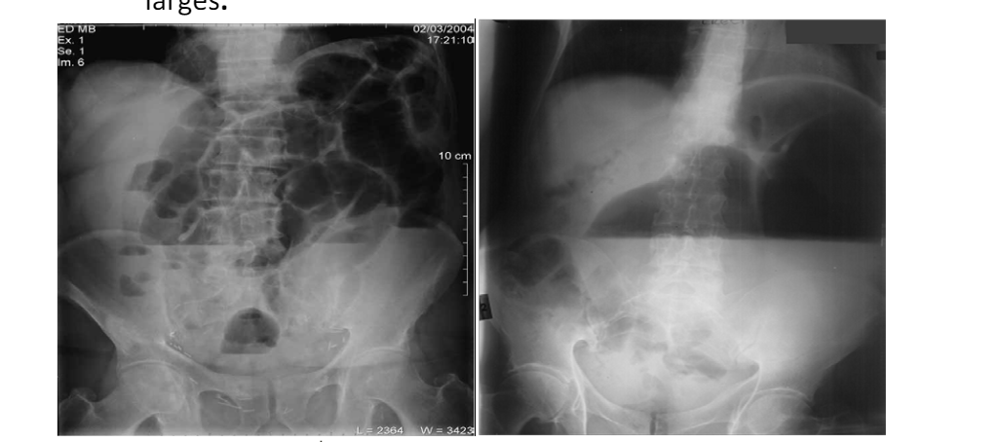 larges.
ED MB
Ex. 1
Se. 1
Im. 6
02/03/2004
17:21:10
10 cm
L = 2364 W = 3423
R